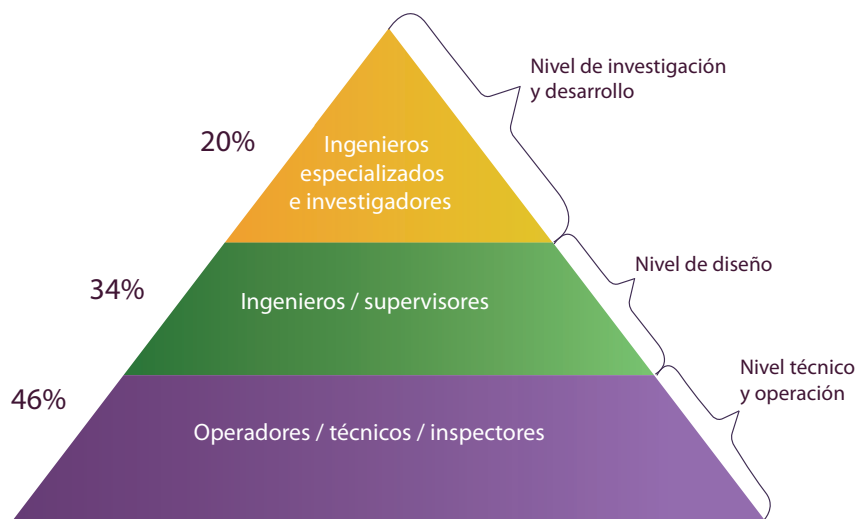 Nivel de investigación
y desarrollo
20%
Ingenieros
especializados
e investigadores
Nivel de diseño
34%
Ingenieros / supervisores
Nivel técnico
y operación
46%
Operadores / técnicos / inspectores